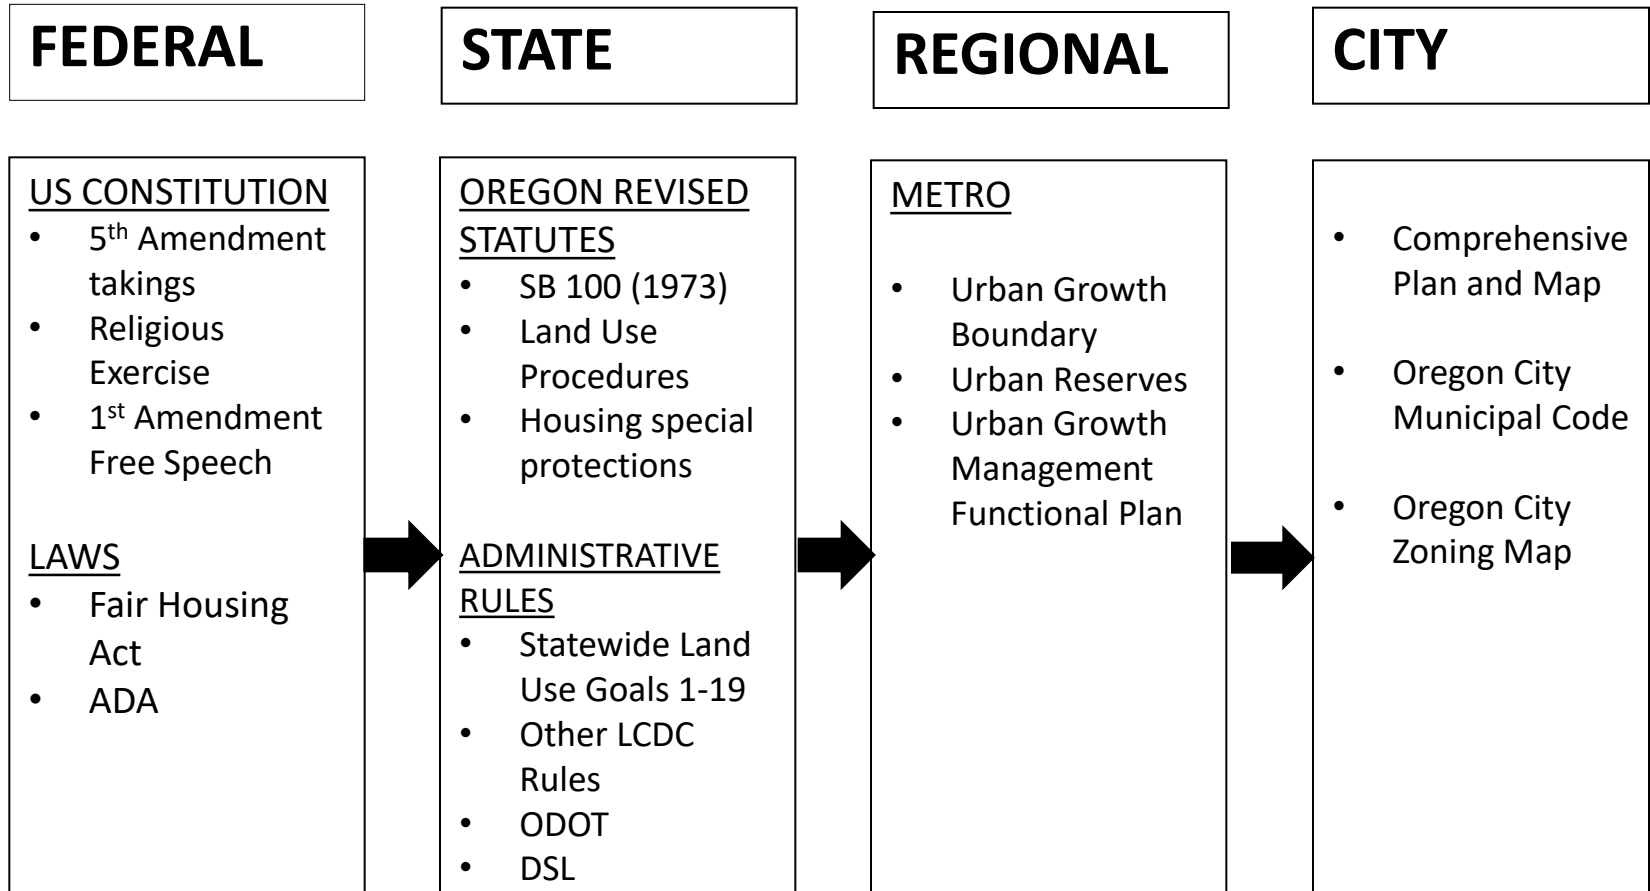 FEDERAL
STATE
REGIONAL
CITY
US CONSTITUTION
• 5th Amendment
takings
• Religious
Exercise
• 1st Amendment
Free Speech
LAWS
• Fair Housing
Act
• ADA
OREGON REVISED
STATUTES
• SB 100 (1973)
• Land Use
Procedures
• Housing special
protections
ADMINISTRATIVE
RULES
• Statewide Land
Use Goals 1-19
• Other LCDC
Rules
• ODOT
• DSL
METRO
• Urban Growth
Boundary
• Urban Reserves
• Urban Growth
Management
Functional Plan
• Comprehensive
Plan and Map
• Oregon City
Municipal Code
• Oregon City
Zoning Map